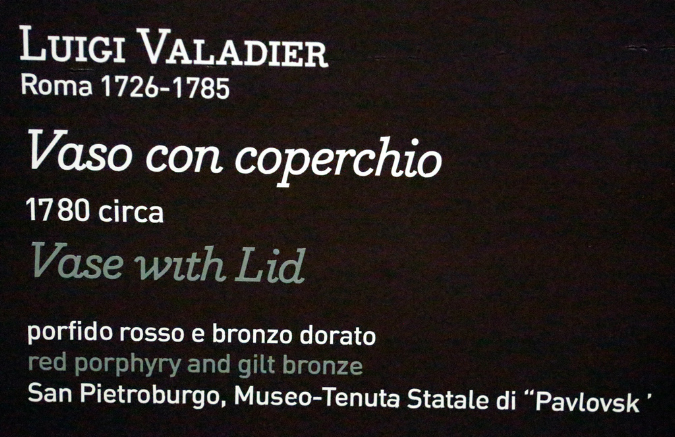 LUIGI VALADIER
Roma 1726-1785
Vaso con coperchio
1780 circa
Vase with Lid
porfido rosso e bronzo dorato
red porphyry and gilt bronze
San Pietroburgo, Museo-Tenuta Statale di “Pavlovsk ’